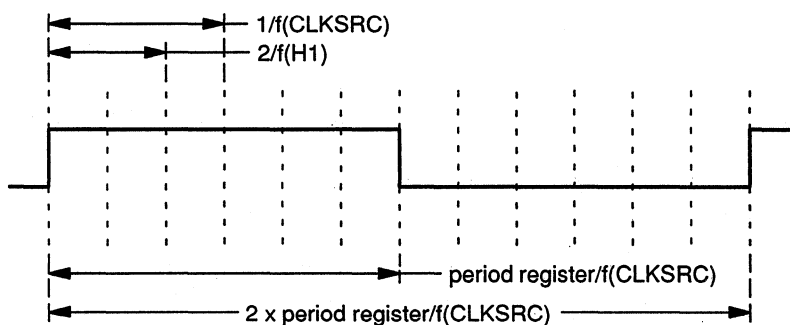 1/f(CLKSRC)
2/f(H1)
period register/f(CLKSRC)
2 x period register/f(CLKSRC)